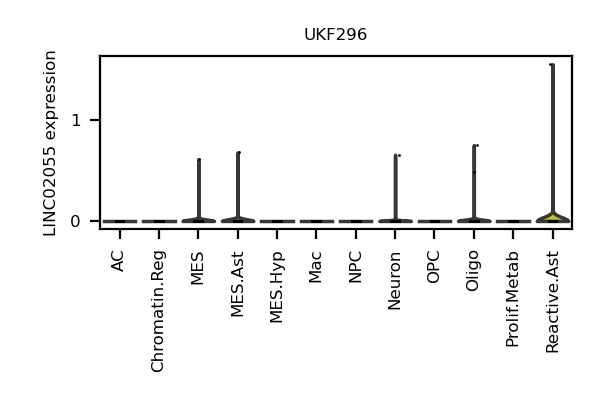 UKF296
LINC02055 expression
1
0
AC
Chromatin.Reg
MES
MES.Ast
MES.Hyp
Mac
NPC
Neuron
OPC
Oligo
Prolif.Metab
Reactive.Ast